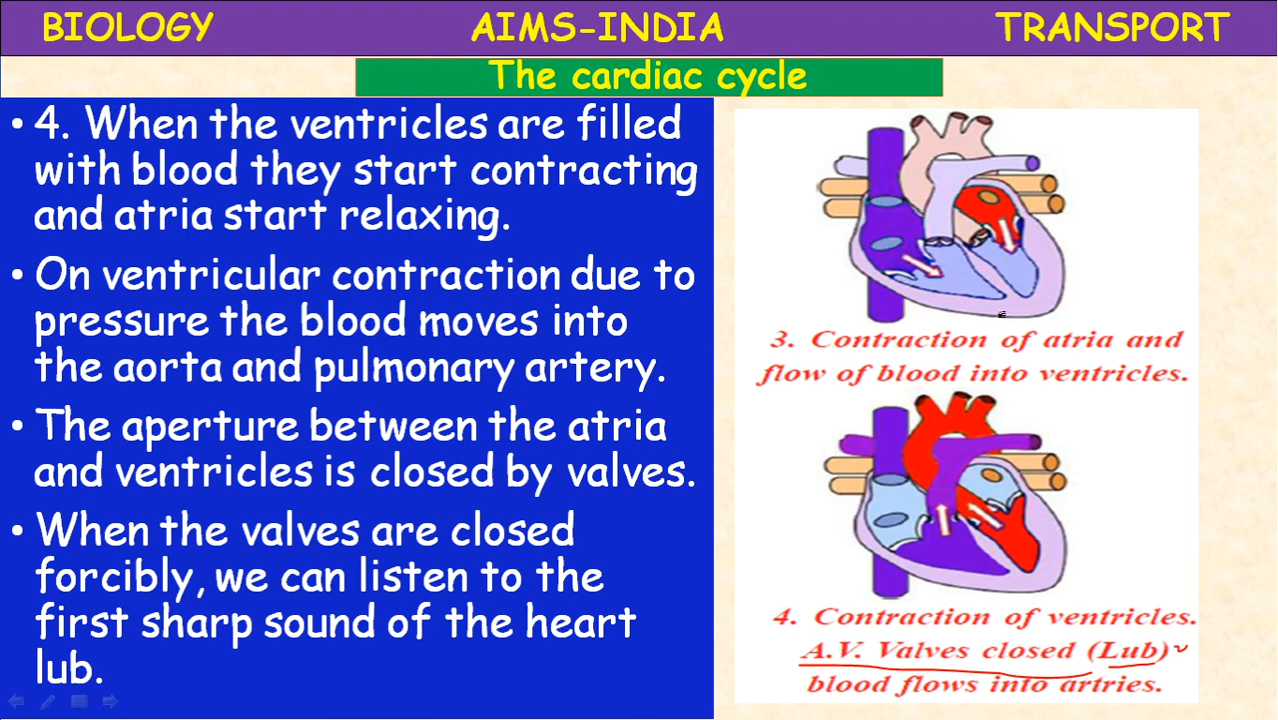 BIOLOGY AIMS-INDIA TRANSPORT
The cardiac cycle
• 4. When the ventricles are filled
with blood they start contracting
and atria start relaxing.
• On ventricular contraction due to
pressure the blood moves into
the aorta and pulmonary artery.
• The aperture between the atria
and ventricles is closed by valves.
• When the valves are closed
forcibly, we can listen to the
first sharp sound of the heart
lub.
3. Contraction of atria and
flow of blood into ventricles.
4. Contraction of ventricles.
A.V. Valves closed (Lub)
blood flows into artries.